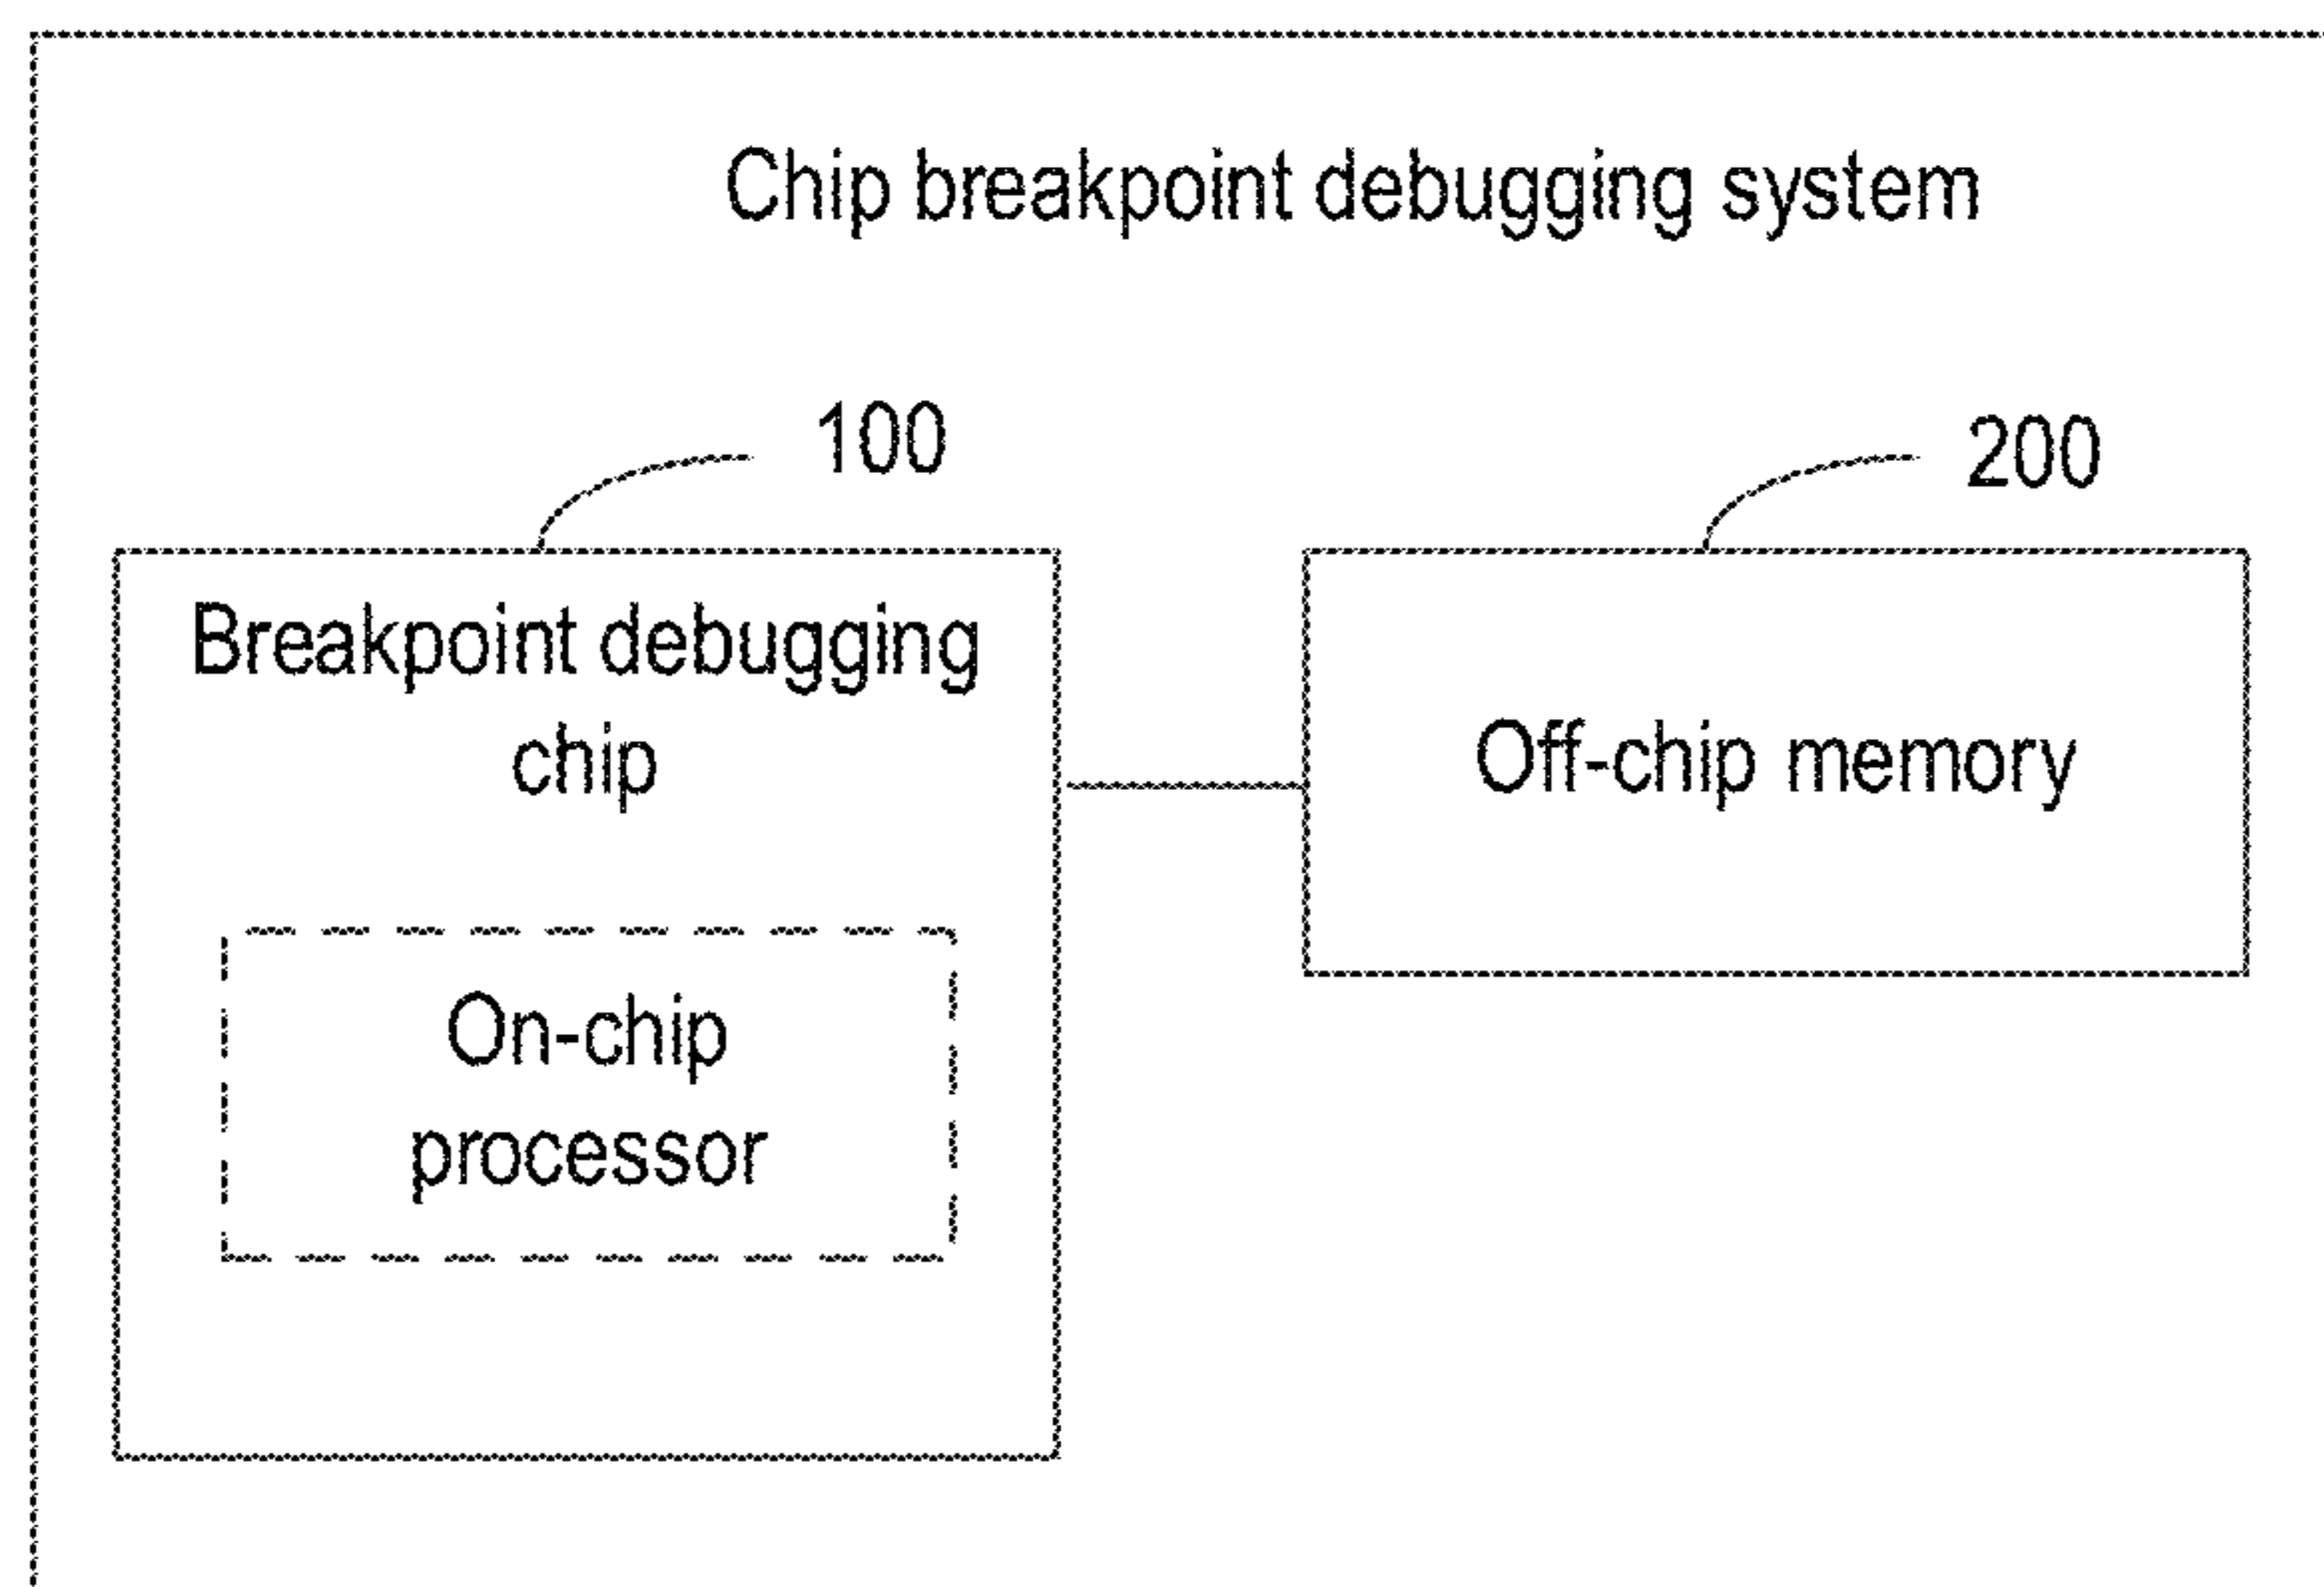 Chip breakpoint debugging system
100
200
Breakpoint debugging
chip
Off-chip memory
On-chip
processor